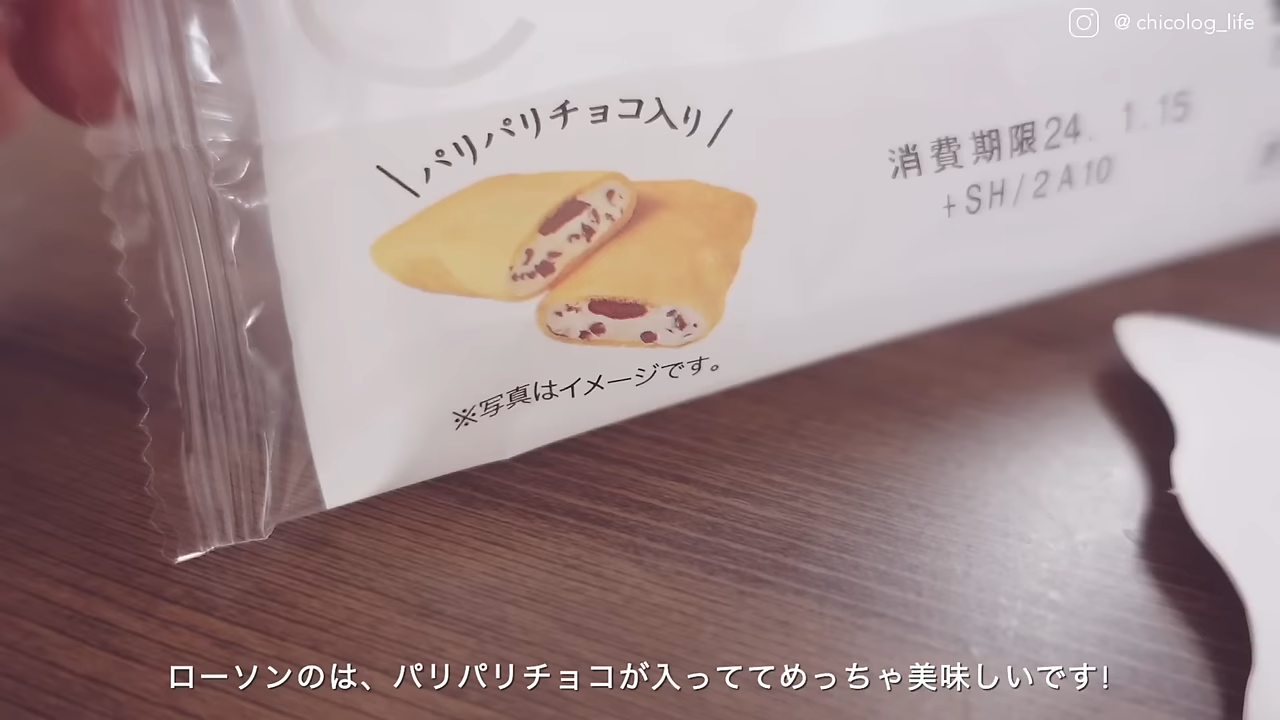 @ chicolog_life
\パリパリチョコ入り/
消費期限24. 1.15
+SH/2A10
※写真はイメージです。
ローソンのは、パリパリチョコが入っててめっちゃ美味しいです!